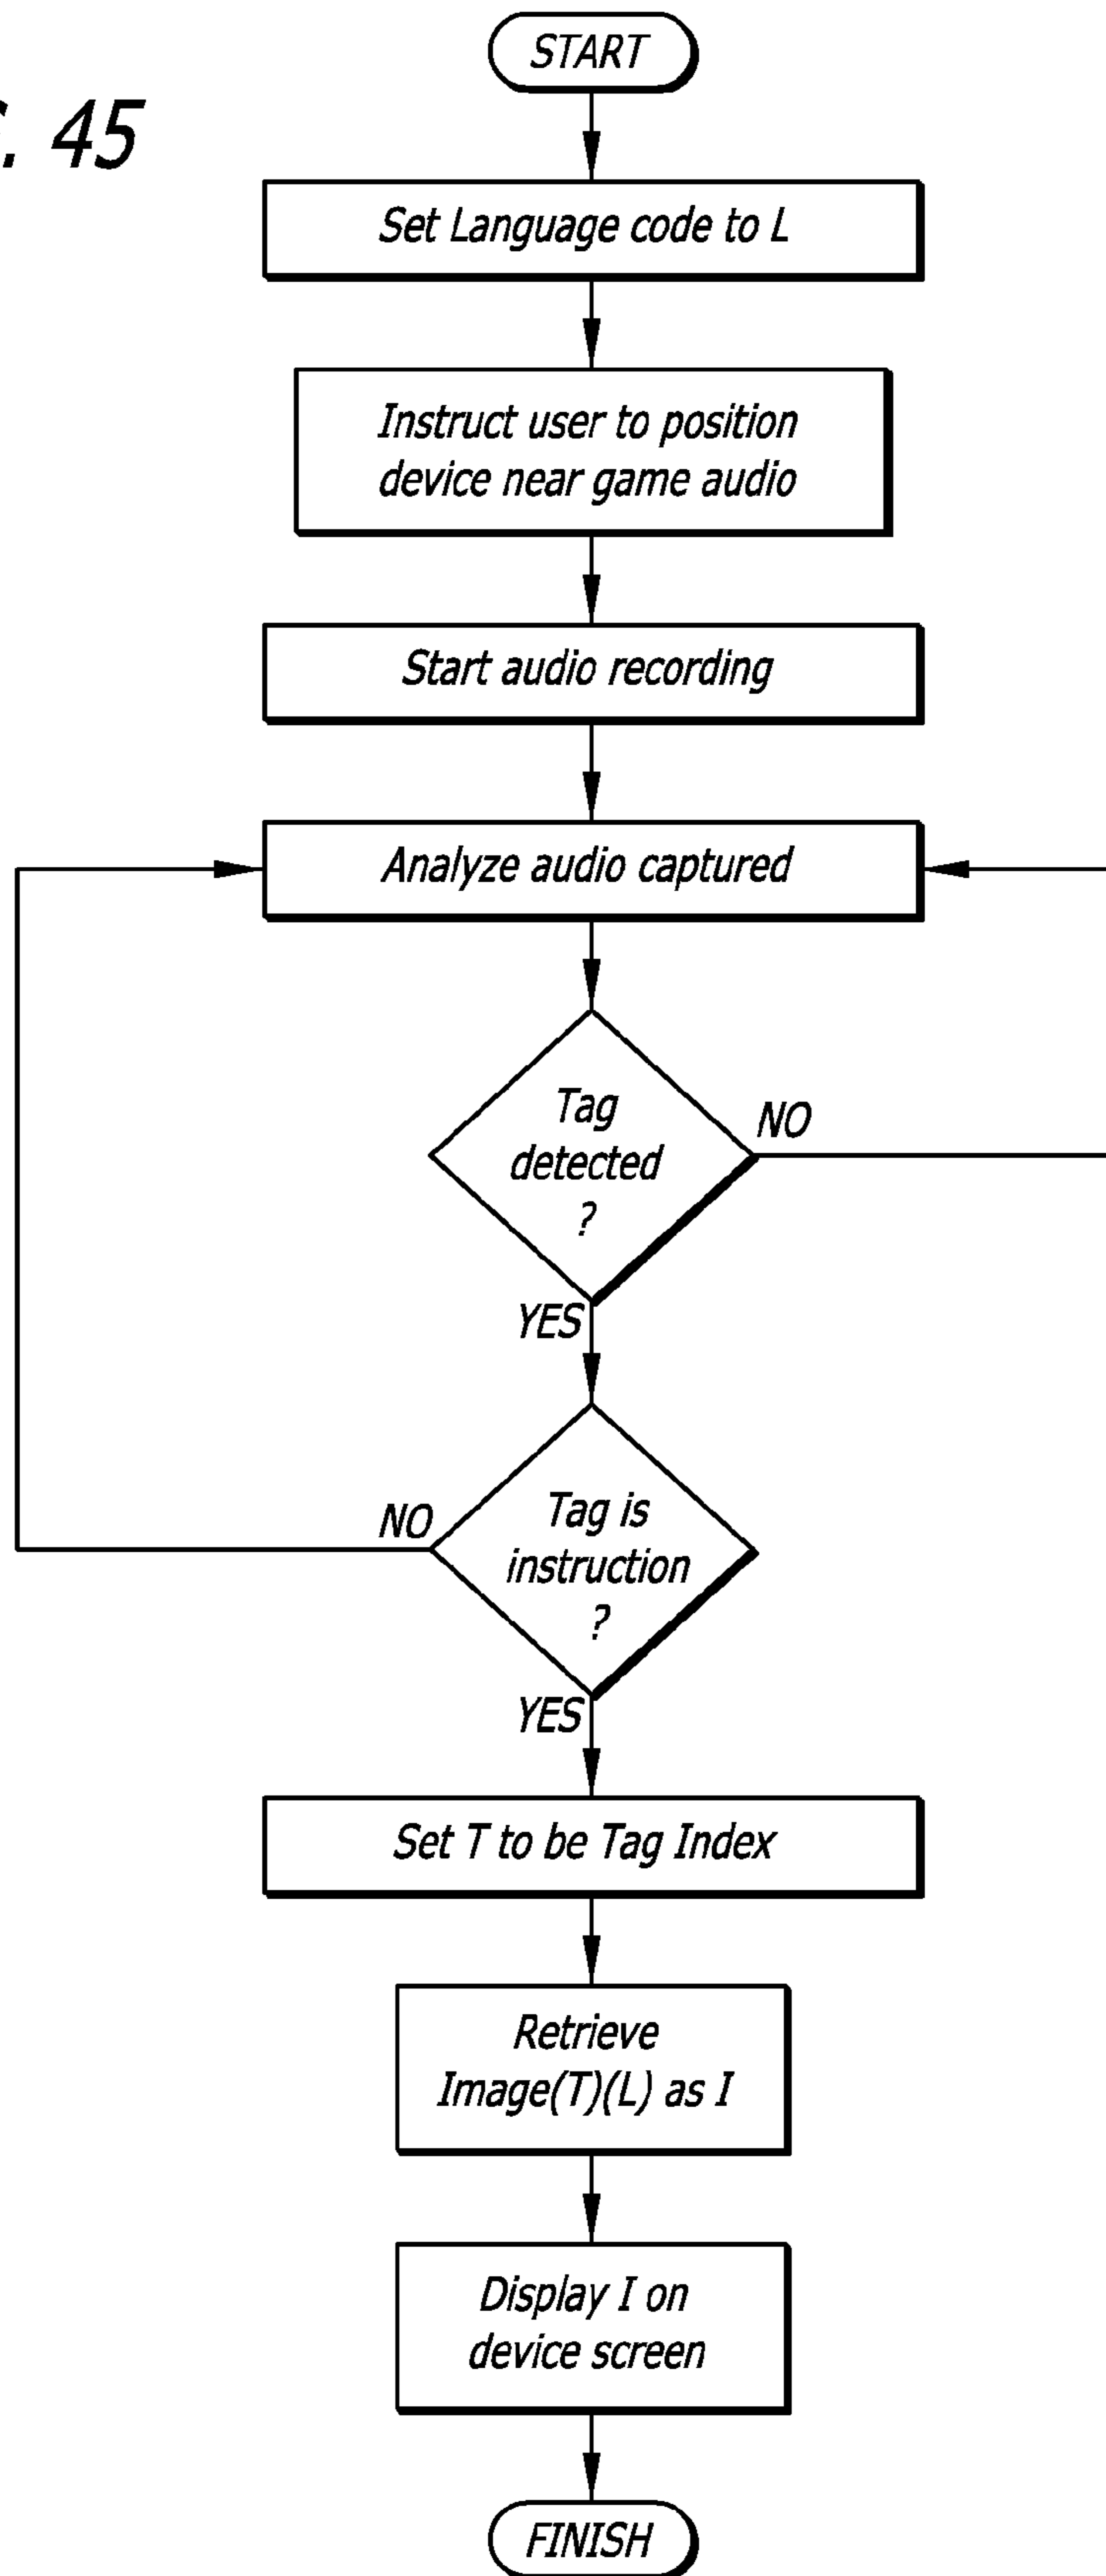 START
45
Set Language code to L
Instruct user to position
device near game audio
Start audio recording
Analyze audio captured
Tag
detected
?
NO
YES
Tag is
instruction
?
NO
YES
Set T to be Tag Index
Retrieve
Image(T)(L) as I
Display I on
device screen
FINISH